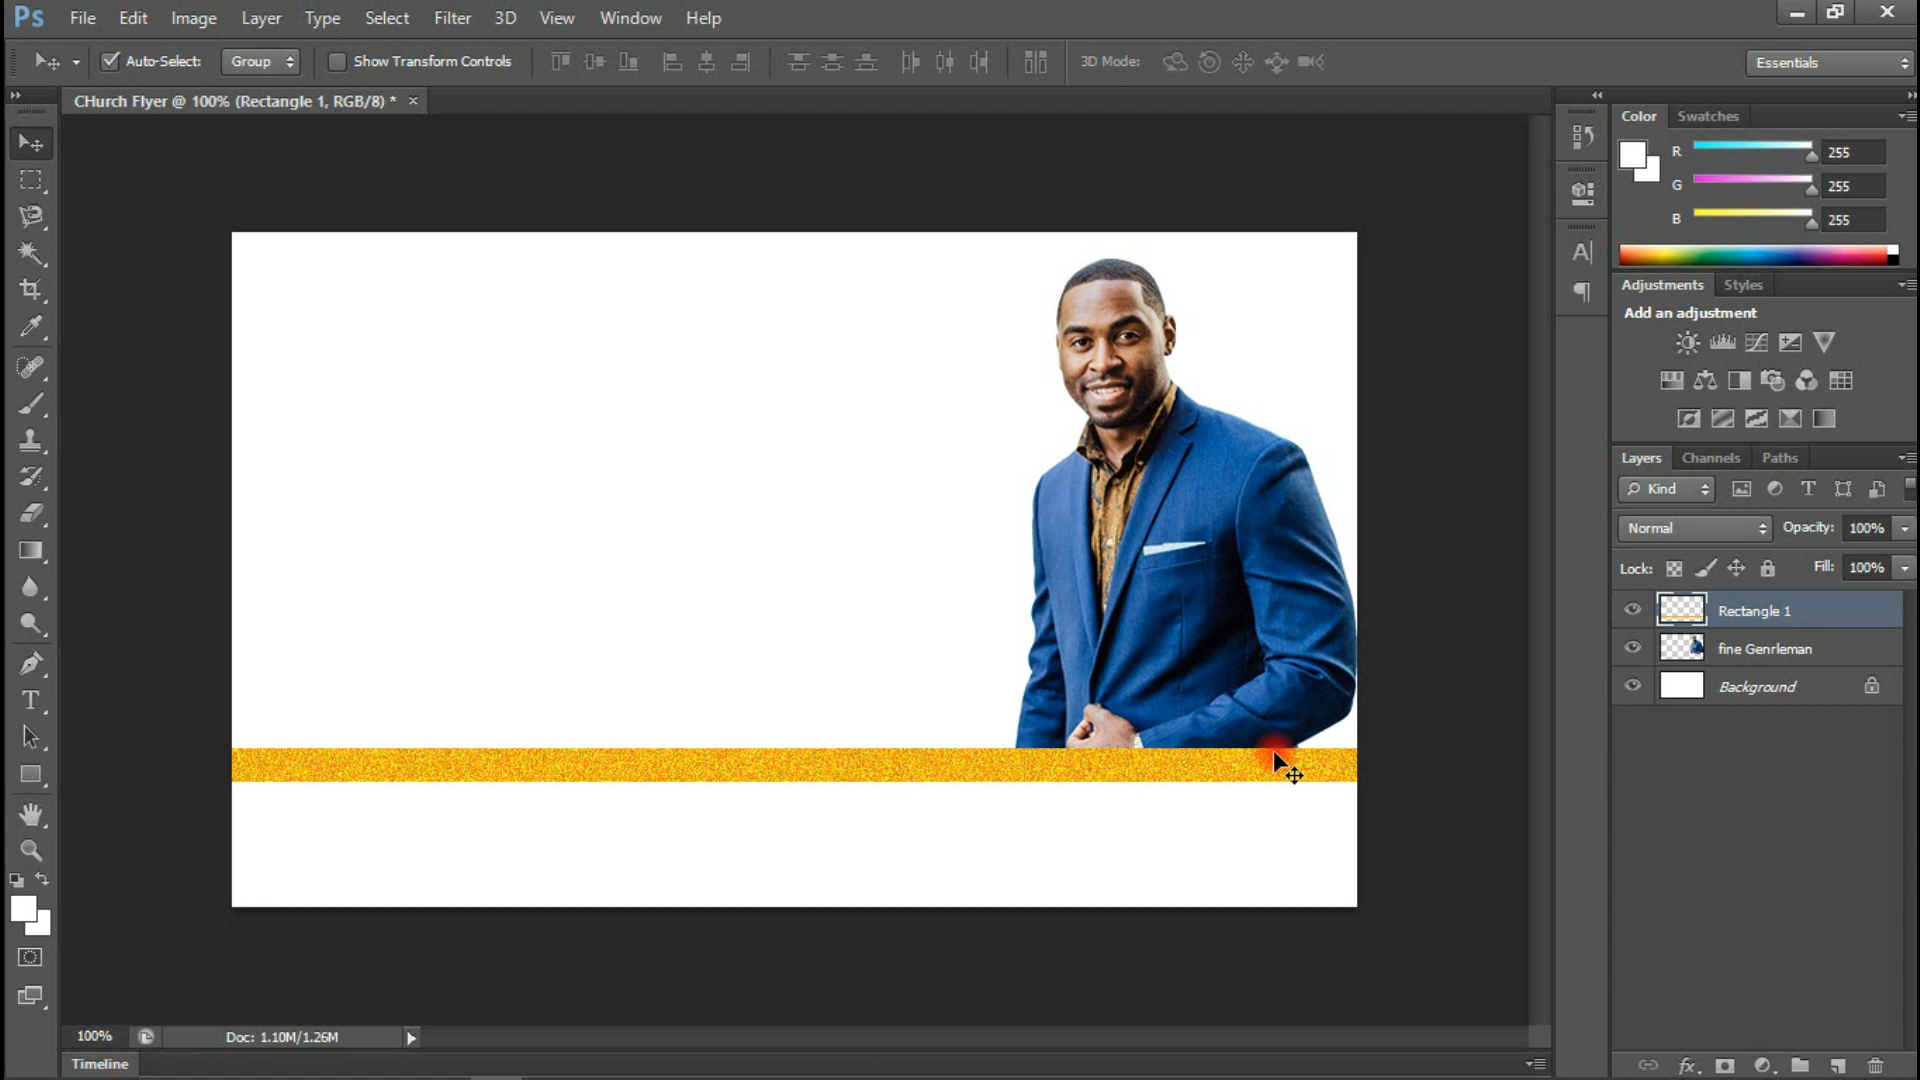 Ps File Edit Image Layer Type Select Filter 3D View Window Help
Auto-Select: Group Show Transform Controls 3D Mode: Essentials
CHurch Flyer @ 100% (Rectangle 1, RGB/8) * ×
Color Swatches
R 255
G 255
B 255
Adjustments Styles
Add an adjustment
Layers Channels Paths
Kind
Normal Opacity: 100%
Lock: Fill: 100%
Rectangle 1
fine Genrleman
Background
100% Doc: 1.10M/1.26M
Timeline